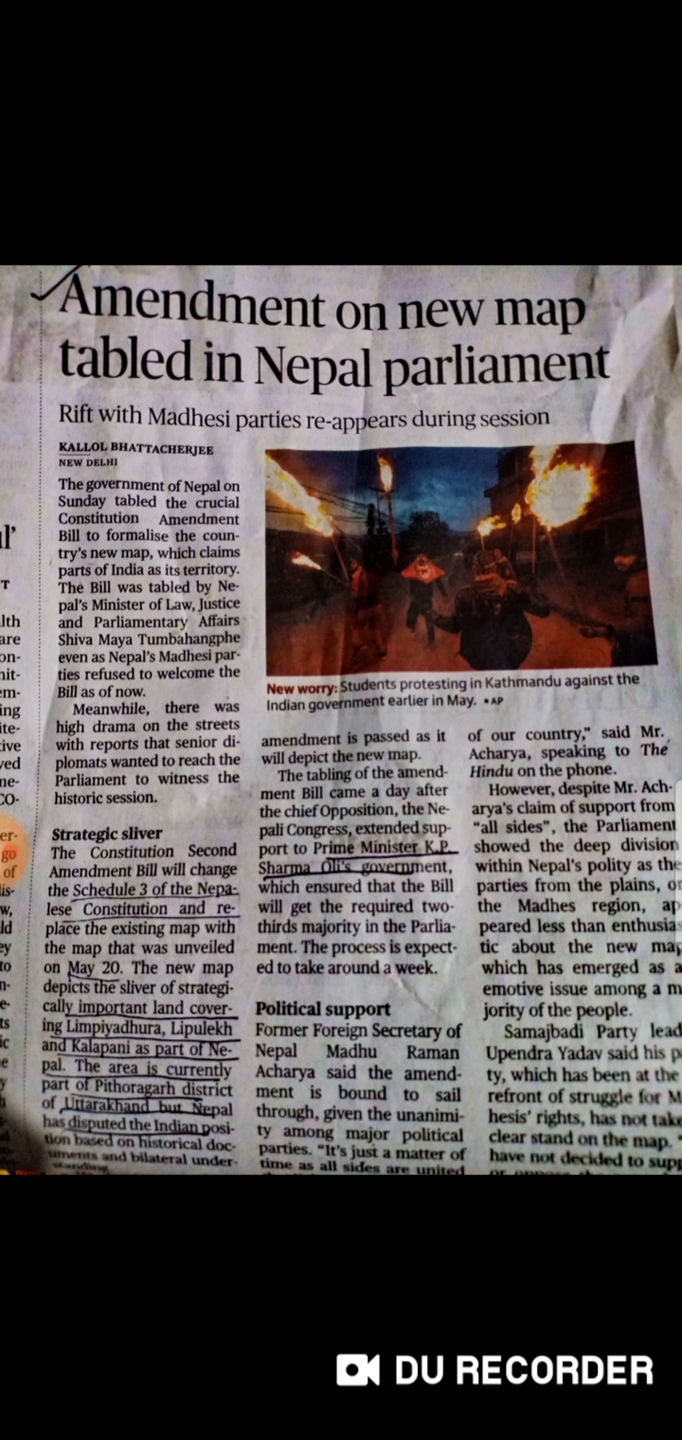 Amendment on new map
tabled in Nepal parliament
Rift with Madhesi parties re-appears during session
KALLOL BHATTACHERJEE
NEW DELHI
The government of Nepal on
Sunday tabled the crucial
Constitution Amendment
Bill to formalise the coun-
try's new map, which claims
parts of India as its territory.
The Bill was tabled by Ne-
pal's Minister of Law, Justice
and Parliamentary Affairs
Shiva Maya Tumbahangphe
even as Nepal's Madhesi par-
ties refused to welcome the
Bill as of now.
Meanwhile, there was
high drama on the streets
with reports that senior di-
plomats wanted to reach the
Parliament to witness the
historic session.
Strategic sliver
The Constitution Second
Amendment Bill will change
the Schedule 3 of the Nepa-
lese Constitution and re-
place the existing map with
the map that was unveiled
on May 20. The new map
depicts the sliver of strategi-
cally important land cover-
ing Limpiyadhura, Lipulekh
and Kalapani as part of Ne-
pal. The area is currently
part of Pithoragarh district
of Uttarakhand but Nepal
has disputed the Indian posi-
tion based on historical doc-
uments and bilateral under-
standing.
New worry: Students protesting in Kathmandu against the
Indian government earlier in May. •AP
amendment is passed as it
will depict the new map.
The tabling of the amend-
ment Bill came a day after
the chief Opposition, the Ne-
pali Congress, extended sup-
port to Prime Minister K.P.
Sharma Oli's government,
which ensured that the Bill
will get the required two-
thirds majority in the Parlia-
ment. The process is expect-
ed to take around a week.
Political support
Former Foreign Secretary of
Nepal Madhu Raman
Acharya said the amend-
ment is bound to sail
through, given the unanimi-
ty among major political
parties. "It's just a matter of
time as all sides are united
of our country," said Mr.
Acharya, speaking to The
Hindu on the phone.
However, despite Mr. Ach-
arya's claim of support from
"all sides", the Parliament
showed the deep division
within Nepal's polity as the
parties from the plains, or
the Madhes region, ap
peared less than enthusia
tic about the new ma
which has emerged as a
emotive issue among a m
jority of the people.
Samajbadi Party lead
Upendra Yadav said his p
ty, which has been at the
refront of struggle for M
hesis' rights, has not take
clear stand on the map. "
have not decided to supp
DU RECORDER